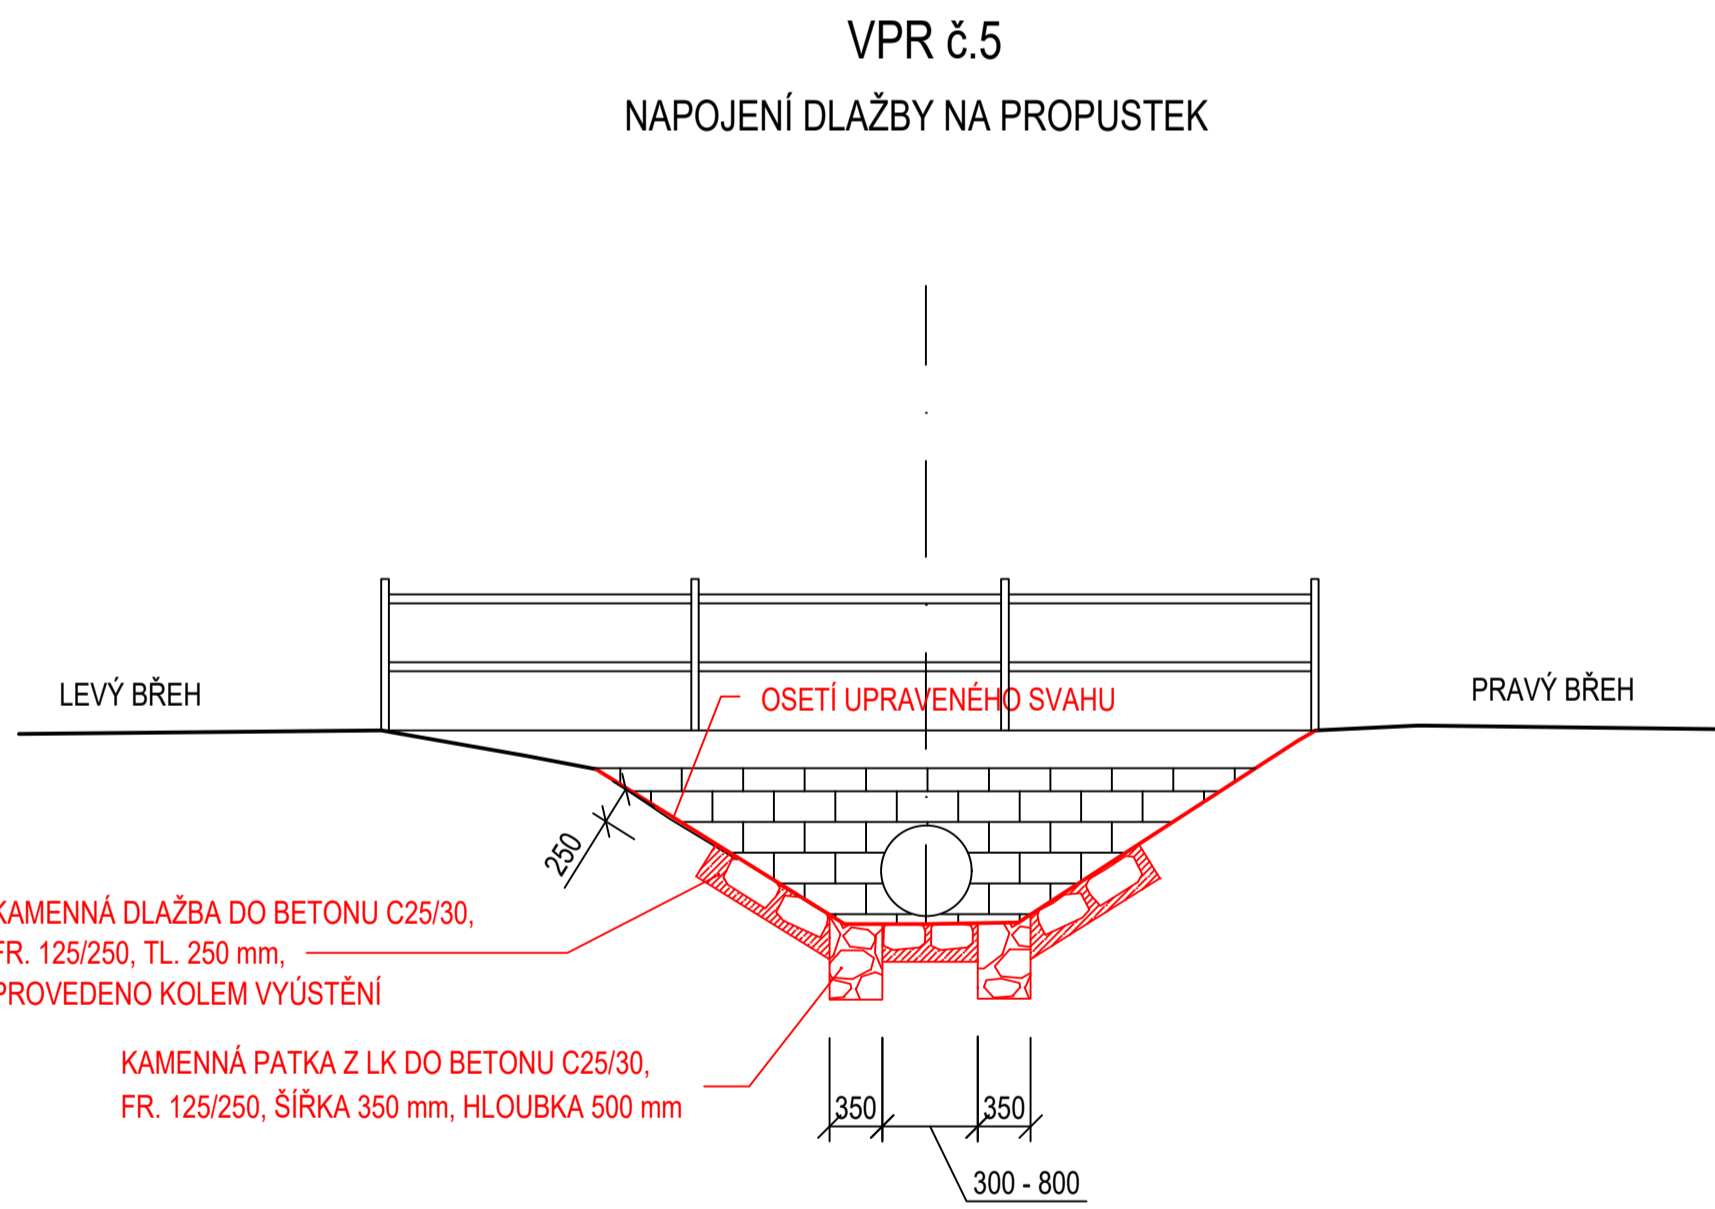 VPR č.5
NAPOJENÍ DLAŽBY NA PROPUSTEK
LEVÝ BŘEH
OSETÍ UPRAVENÉHO SVAHU
PRAVÝ BŘEH
250
KAMENNÁ DLAŽBA DO BETONU C25/30,
FR. 125/250, TL. 250 mm,
PROVEDENO KOLEM VYÚSTĚNÍ
KAMENNÁ PATKA Z LK DO BETONU C25/30,
FR. 125/250, ŠÍŘKA 350 mm, HLOUBKA 500 mm
350
350
300 - 800